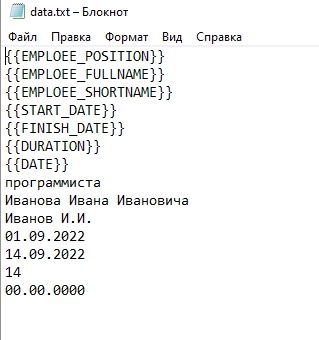 data.txt – Блокнот
Файл Правка Формат Вид Справка
{{EMPLOEE_POSITION}}
{{EMPLOEE_FULLNAME}}
{{EMPLOEE_SHORTNAME}}
{{START_DATE}}
{{FINISH_DATE}}
{{DURATION}}
{{DATE}}
программиста
Иванова Ивана Ивановича
Иванов И.И.
01.09.2022
14.09.2022
14
00.00.0000